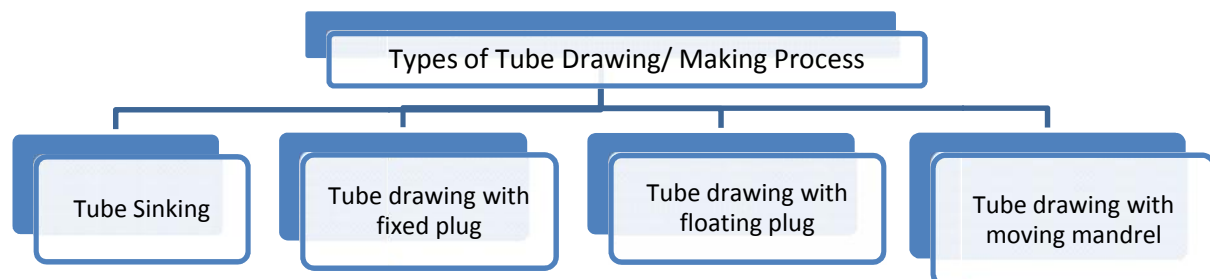 Types of Tube Drawing/ Making Process
Tube Sinking
Tube drawing with
fixed plug
Tube drawing with
floating plug
Tube drawing with
moving mandrel